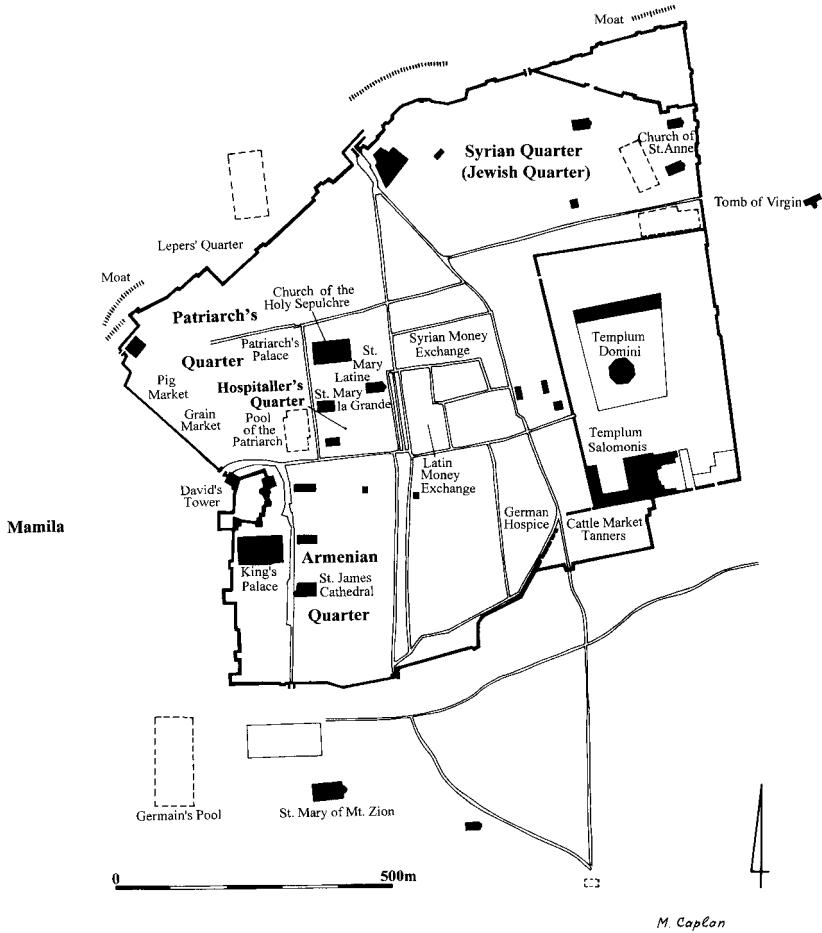 Moat
Syrian Quarter
(Jewish Quarter)
Church of
St. Anne
Tomb of Virgin
Lepers' Quarter
Moat
Church of the
Holy Sepulchre
Patriarch's
Patriarch's
Palace
Quarter
St.
Mary
Latine
Syrian Money
Exchange
Templum
Domini
Pig
Market
Hospitaller's
Quarter
St. Mary
la Grande
Grain
Market
Pool
of the
Patriarch
Templum
Salomonis
Latin
Money
Exchange
David's
Tower
German
Hospice
Cattle Market
Tanners
Mamila
King's
Palace
Armenian
St. James
Cathedral
Quarter
Germain's Pool
St. Mary of Mt. Zion
0
500m
M. Caplan